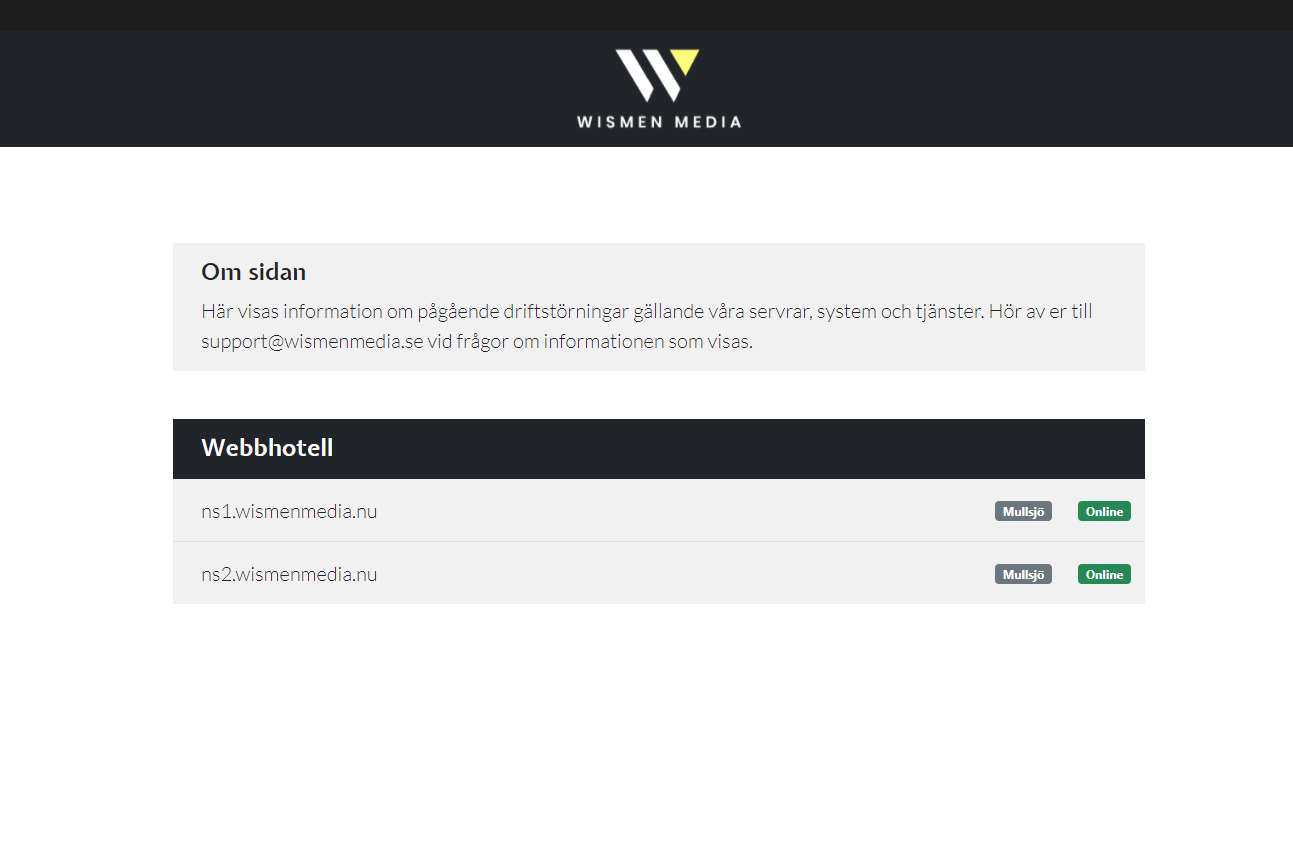 WISMEN MEDIA
Om sidan
Här visas information om pågående driftstörningar gällande våra servrar, system och tjänster. Hör av er till
support@wismenmedia.se vid frågor om informationen som visas.
Webbhotell
ns1.wismenmedia.nu Mullsjö Online
ns2.wismenmedia.nu Mullsjö Online